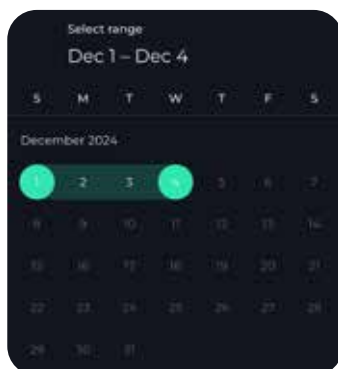 Select range
Dec 1 – Dec 4
S M T W T F S
December 2024
1 2 3 4 5 6 7
8 9 10 11 12 13 14
15 16 17 18 19 20 21
22 23 24 25 26 27 28
29 30 31